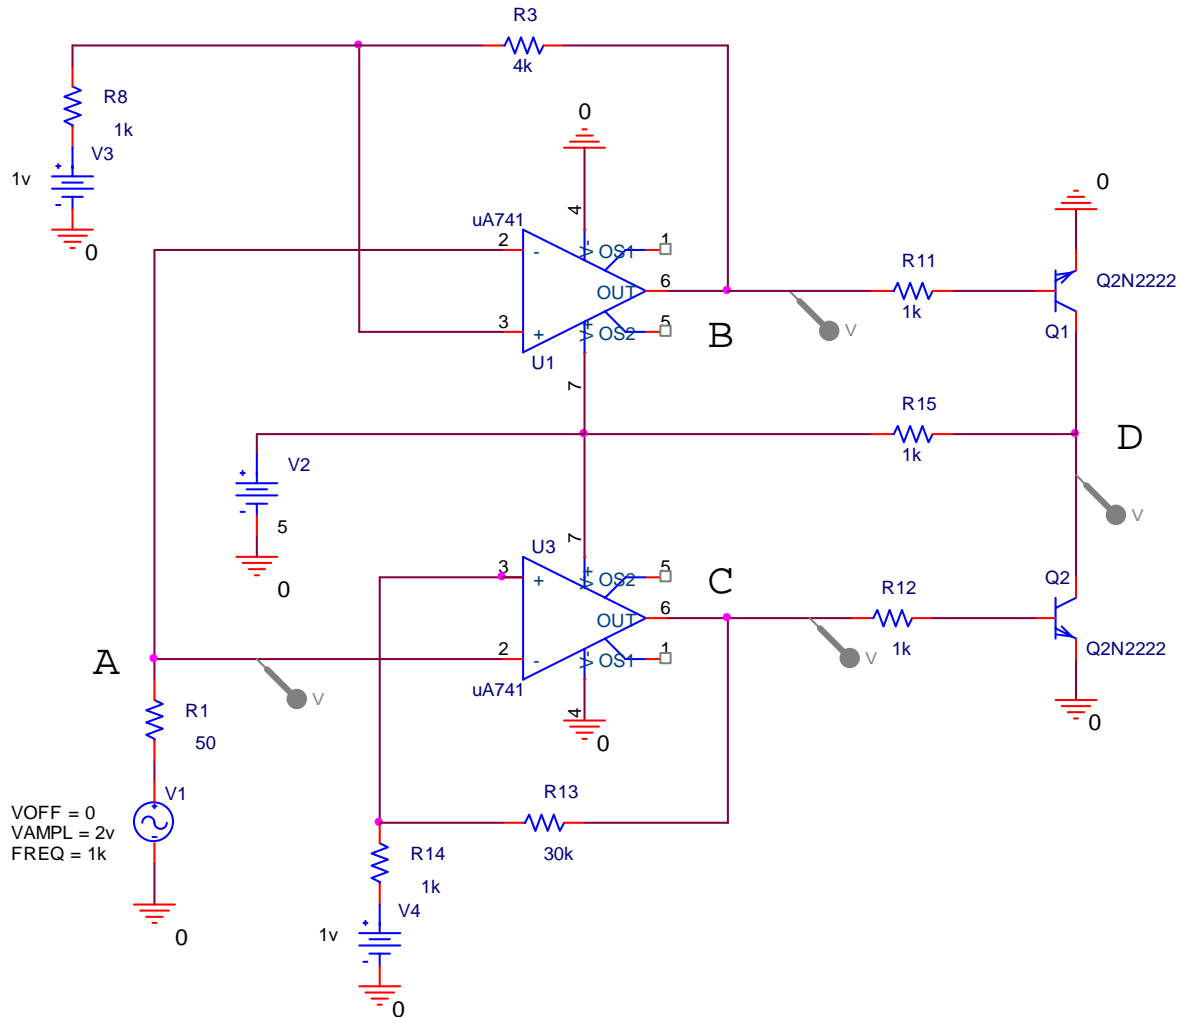 R3
4k
R8
1k
V3
+
1v
-
0
0
4
uA741
2
-
V-
OS1
1
6
OUT
3
+
V+
OS2
5
U1
7
B
V
R11
1k
0
Q2N2222
Q1
R15
1k
D
V
V2
+
-
5
0
U3
7
3
+
V+
OS2
5
OUT
6
C
2
-
V-
OS1
1
uA741
4
0
V
R12
1k
Q2
Q2N2222
0
A
V
R1
50
V1
+
-
VOFF = 0
VAMPL = 2v
FREQ = 1k
0
R13
30k
R14
1k
V4
+
1v
-
0